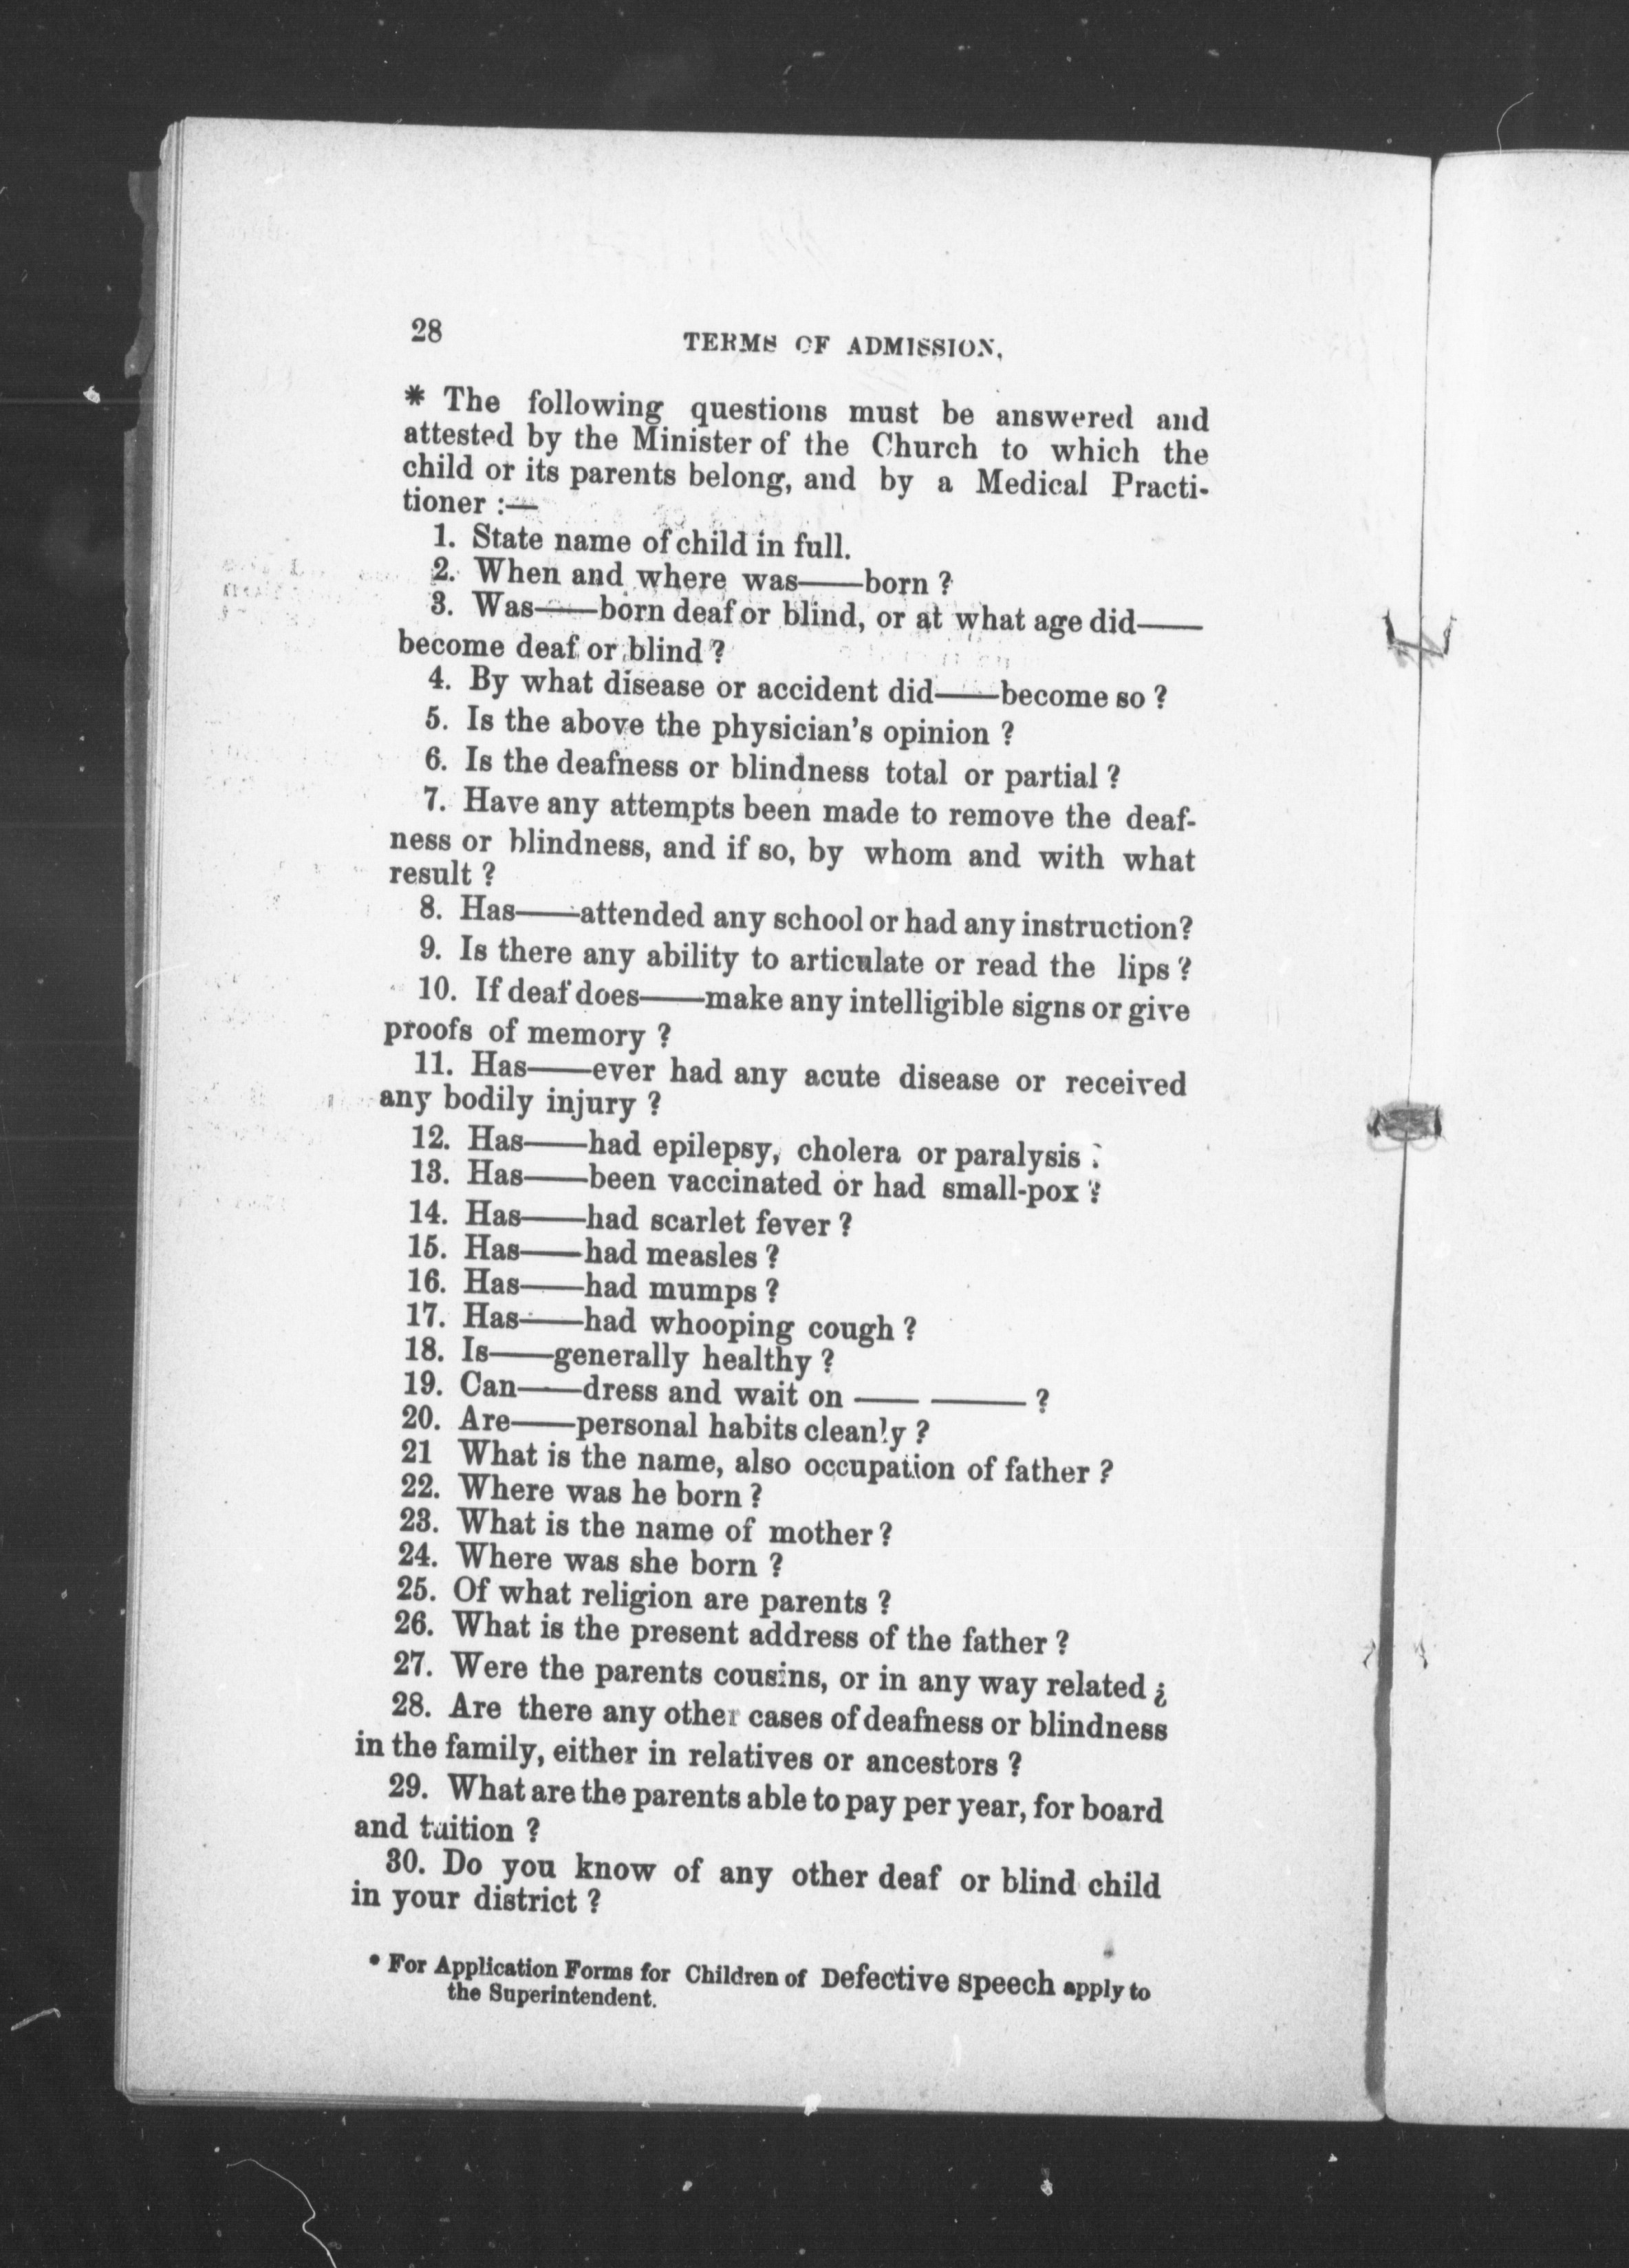 28
TERMS OF ADMISSION,
* The following questions must be answered and
attested by the Minister of the Church to which the
child or its parents belong, and by a Medical Practi-
tioner :—
1. State name of child in full.
2. When and where was——born ?
3. Was——born deaf or blind, or at what age did——
become deaf or blind ?
4. By what disease or accident did——become so ?
5. Is the above the physician's opinion ?
6. Is the deafness or blindness total or partial ?
7. Have any attempts been made to remove the deaf-
ness or blindness, and if so, by whom and with what
result ?
8. Has——attended any school or had any instruction?
9. Is there any ability to articulate or read the lips ?
10. If deaf does——make any intelligible signs or give
proofs of memory ?
11. Has——ever had any acute disease or received
any bodily injury ?
12. Has——had epilepsy, cholera or paralysis ?
13. Has——been vaccinated or had small-pox ?
14. Has——had scarlet fever ?
15. Has——had measles ?
16. Has——had mumps ?
17. Has——had whooping cough ?
18. Is——generally healthy ?
19. Can——dress and wait on —— ——— ?
20. Are——personal habits cleanly ?
21 What is the name, also occupation of father ?
22. Where was he born ?
23. What is the name of mother ?
24. Where was she born ?
25. Of what religion are parents ?
26. What is the present address of the father ?
27. Were the parents cousins, or in any way related ¿
28. Are there any other cases of deafness or blindness
in the family, either in relatives or ancestors ?
29. What are the parents able to pay per year, for board
and tuition ?
30. Do you know of any other deaf or blind child
in your district ?
* For Application Forms for Children of Defective speech apply to
the Superintendent.